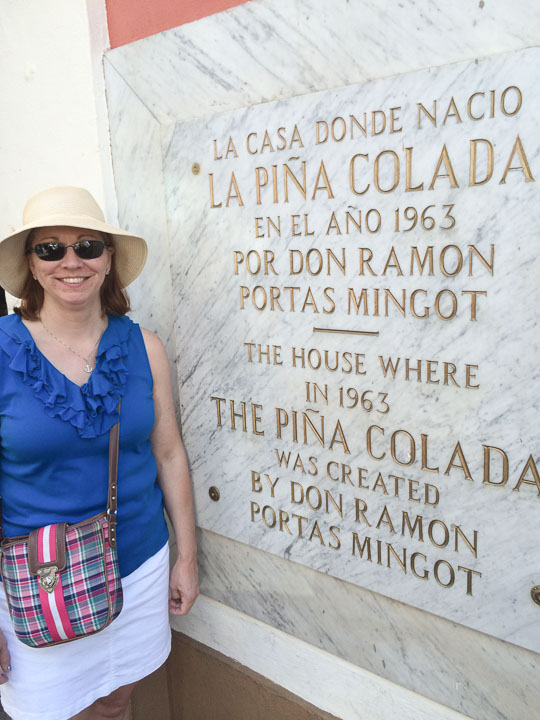 LA CASA DONDE NACIO
LA PIÑA COLADA
EN EL AÑO 1963
POR DON RAMON
PORTAS MINGOT
THE HOUSE WHERE
IN 1963
THE PIÑA COLADA
WAS CREATED
BY DON RAMON
PORTAS MINGOT